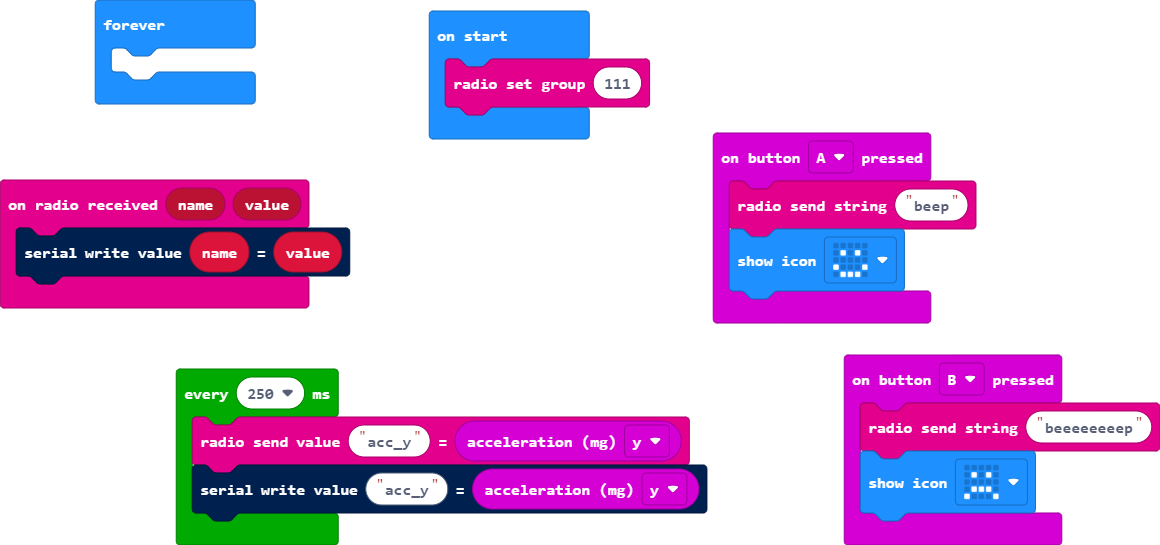 forever
on start
radio set group 111
on button A pressed
radio send string "beep"
show icon
on radio received name value
serial write value name = value
on button B pressed
radio send string "beeeeeeeep"
show icon
every 250 ms
radio send value "acc_y" = acceleration (mg) y
serial write value "acc_y" = acceleration (mg) y